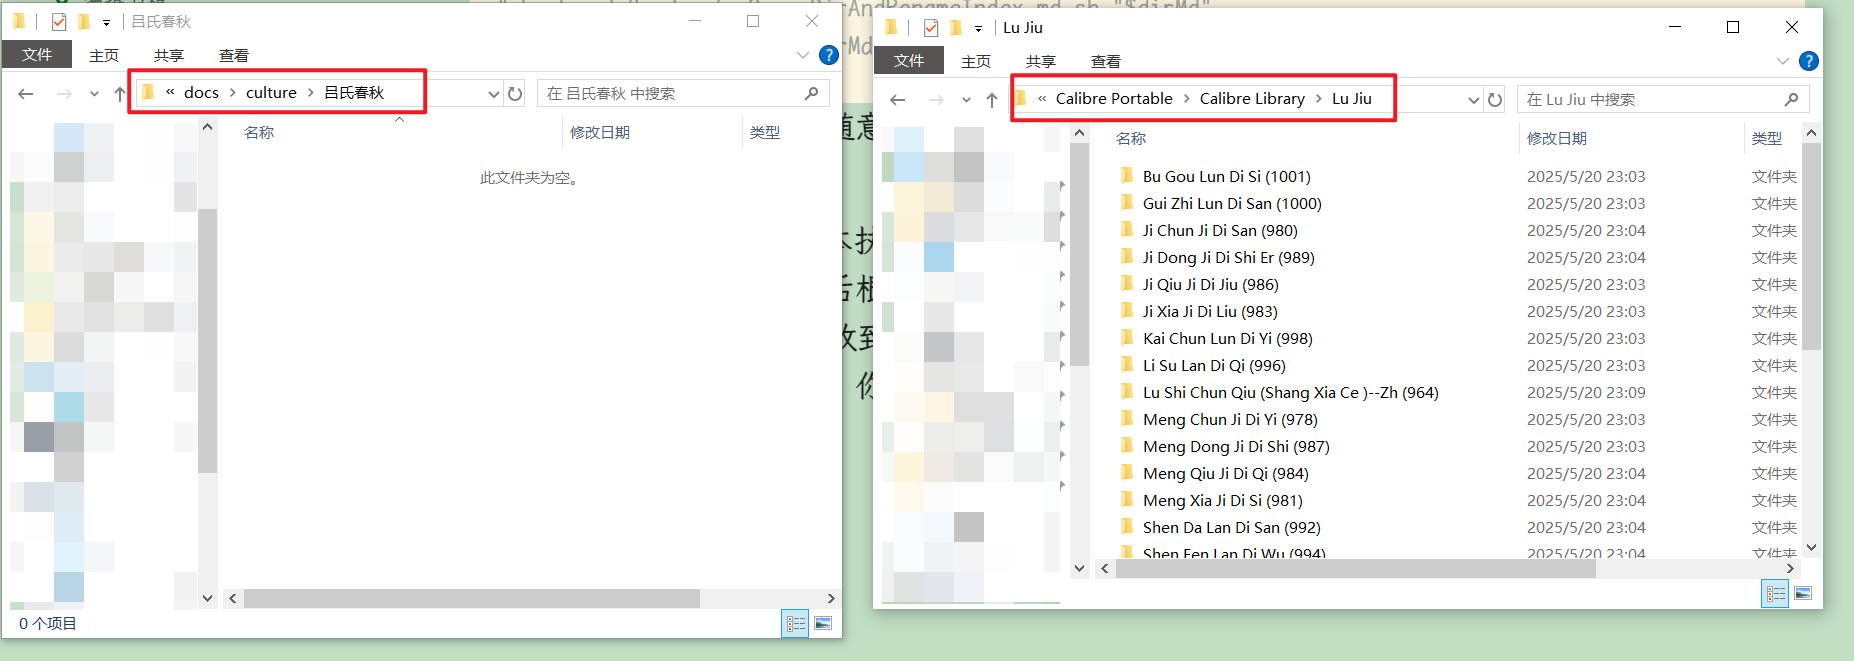 吕氏春秋
文件 主页 共享 查看
« docs › culture › 吕氏春秋
在 吕氏春秋 中搜索
名称 修改日期 类型
此文件夹为空。
0 个项目
Lu Jiu
文件 主页 共享 查看
« Calibre Portable › Calibre Library › Lu Jiu
在 Lu Jiu 中搜索
名称 修改日期 类型
Bu Gou Lun Di Si (1001) 2025/5/20 23:03 文件夹
Gui Zhi Lun Di San (1000) 2025/5/20 23:03 文件夹
Ji Chun Ji Di San (980) 2025/5/20 23:04 文件夹
Ji Dong Ji Di Shi Er (989) 2025/5/20 23:04 文件夹
Ji Qiu Ji Di Jiu (986) 2025/5/20 23:04 文件夹
Ji Xia Ji Di Liu (983) 2025/5/20 23:03 文件夹
Kai Chun Lun Di Yi (998) 2025/5/20 23:03 文件夹
Li Su Lan Di Qi (996) 2025/5/20 23:04 文件夹
Lu Shi Chun Qiu (Shang Xia Ce )--Zh (964) 2025/5/20 23:09 文件夹
Meng Chun Ji Di Yi (978) 2025/5/20 23:03 文件夹
Meng Dong Ji Di Shi (987) 2025/5/20 23:03 文件夹
Meng Qiu Ji Di Qi (984) 2025/5/20 23:04 文件夹
Meng Xia Ji Di Si (981) 2025/5/20 23:04 文件夹
Shen Da Lan Di San (992) 2025/5/20 23:04 文件夹
Shen Fen Lan Di Wu (994) 2025/5/20 23:04 文件夹